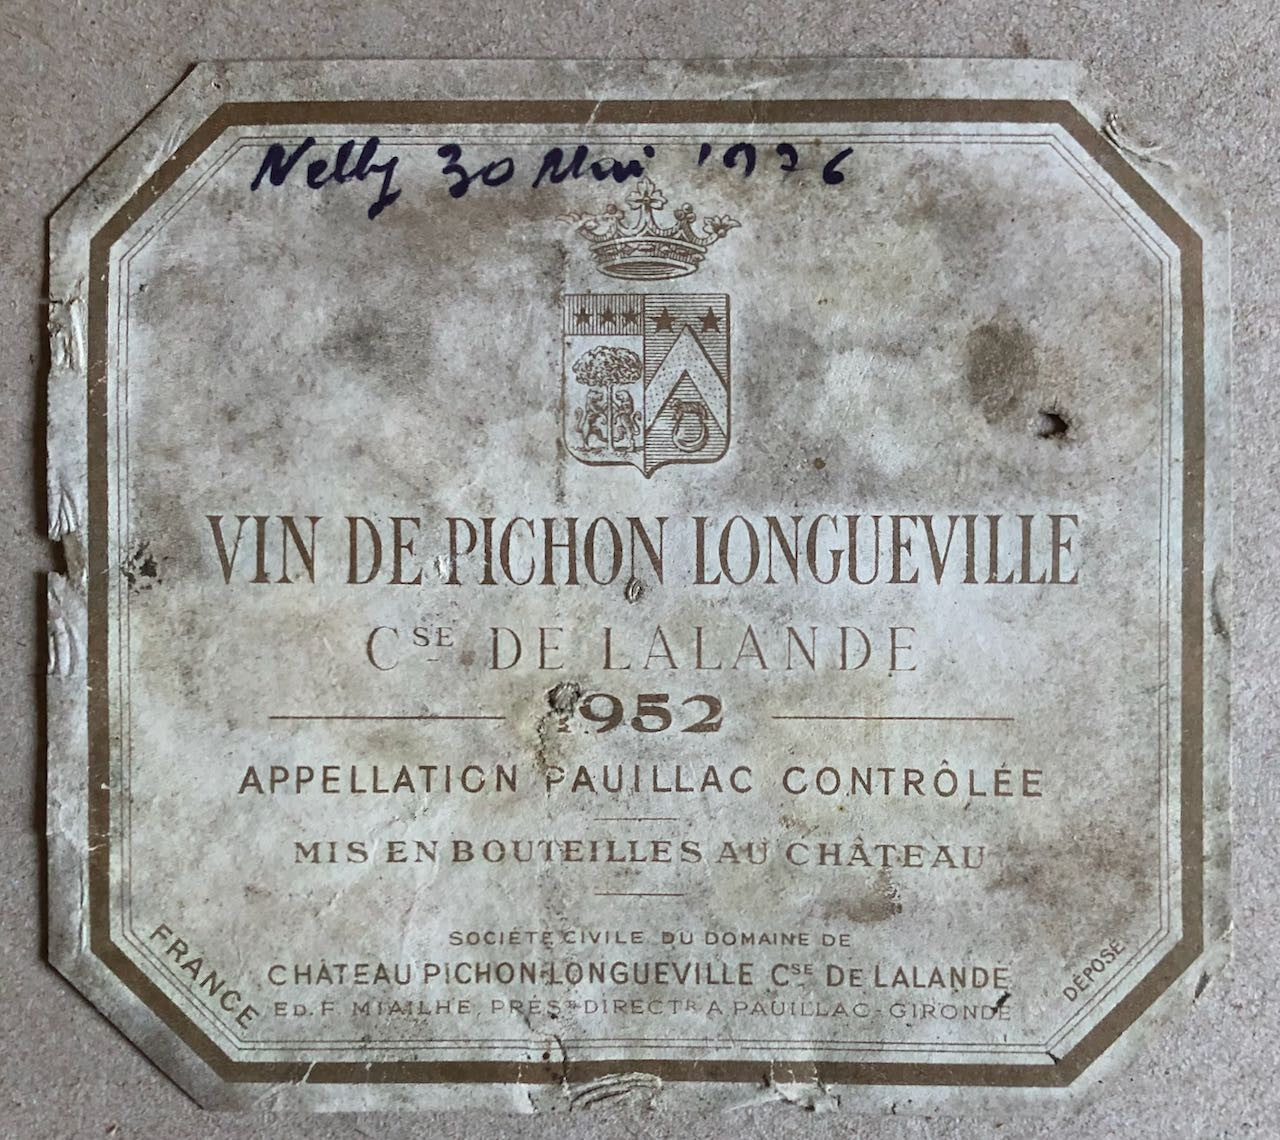 Nelly 30 Mai 1976
VIN DE PICHON LONGUEVILLE
CSE DE LALANDE
1952
APPELLATION PAUILLAC CONTRÔLÉE
MIS EN BOUTEILLES AU CHÂTEAU
SOCIÉTÉ CIVILE DU DOMAINE DE
CHÂTEAU PICHON-LONGUEVILLE CSE DE LALANDE
ED. F. MIAILHE, PRÉST DIRECTR A PAUILLAC-GIRONDE
FRANCE
DÉPOSÉ